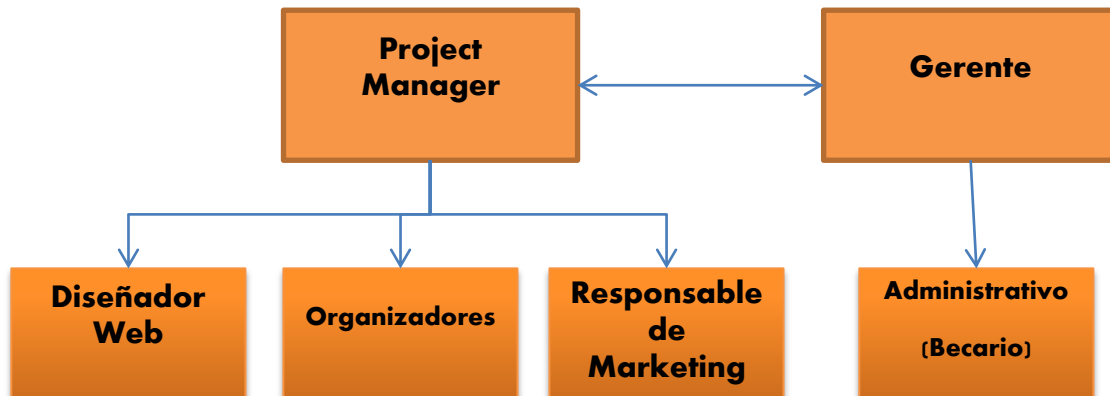 Project
Manager
Gerente
Diseñador
Web
Organizadores
Responsable
de
Marketing
Administrativo
(Becario)